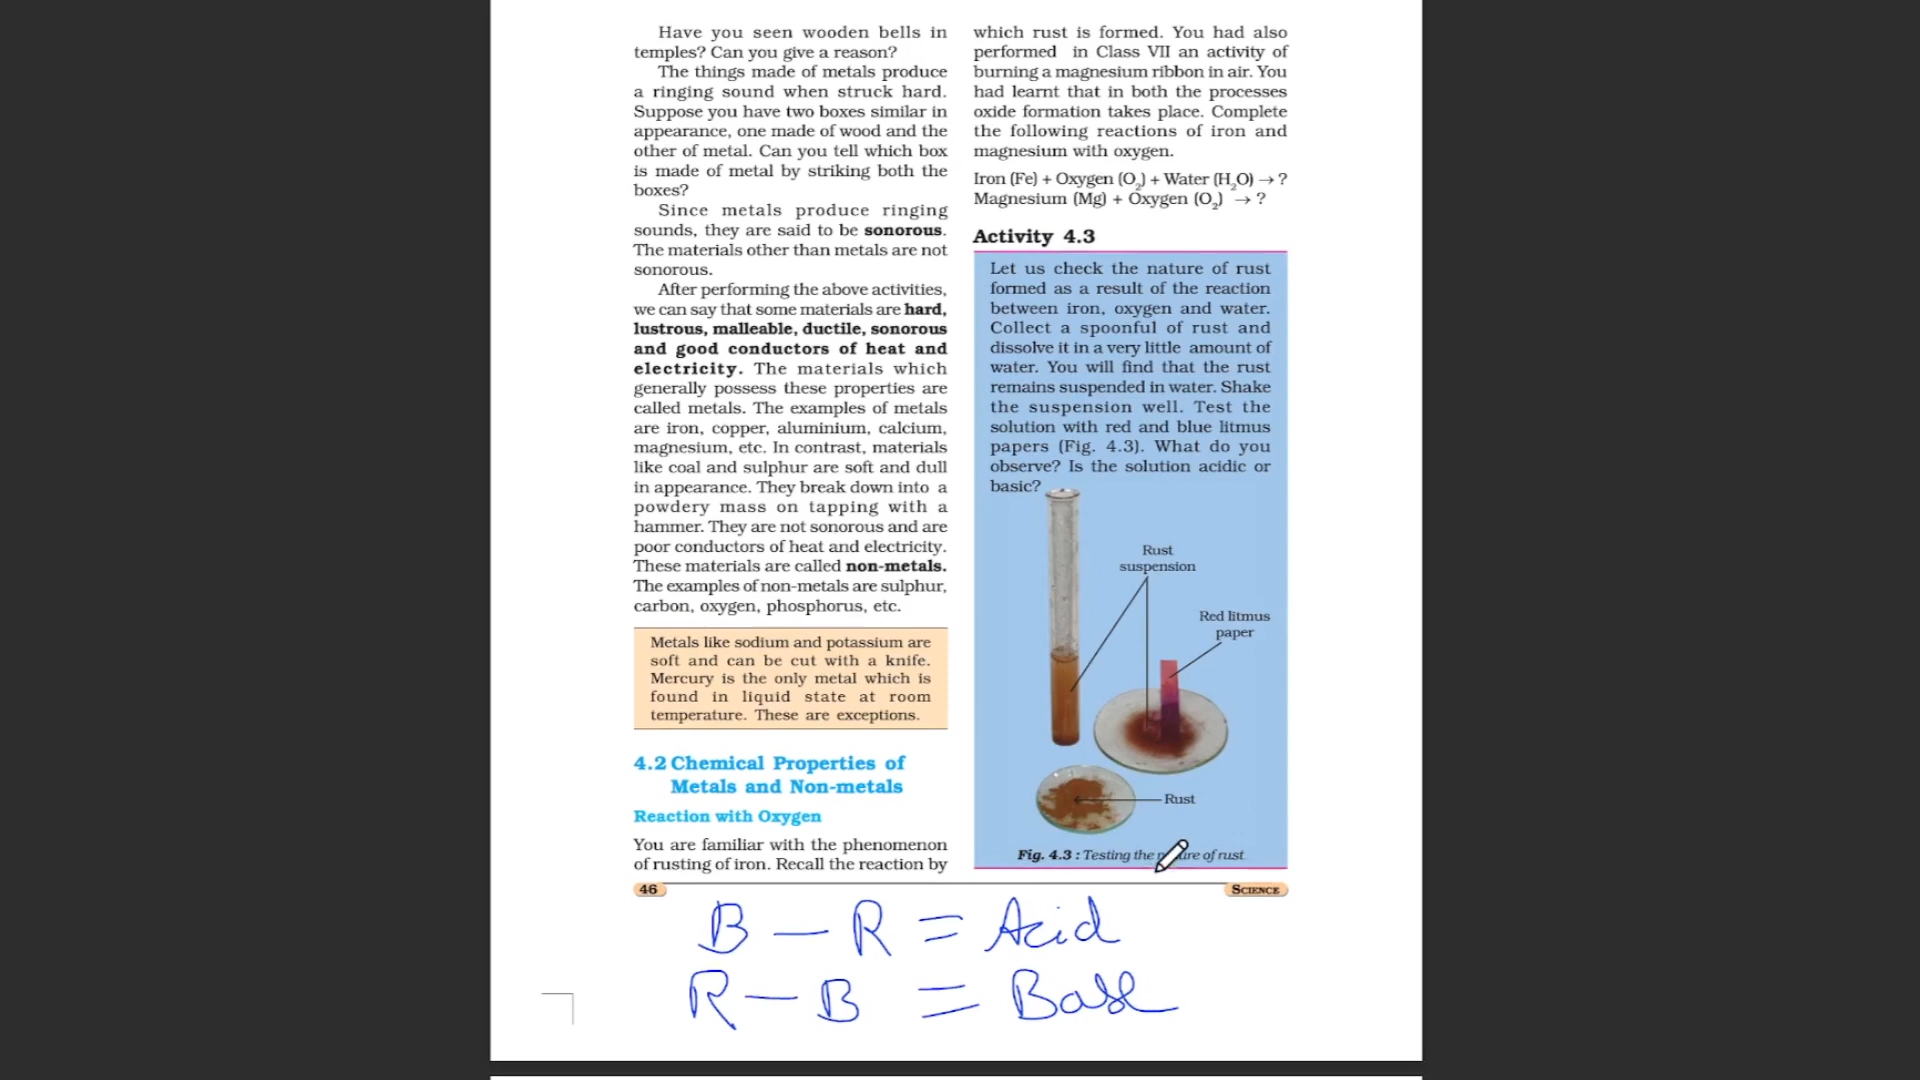 Have you seen wooden bells in
temples? Can you give a reason?
The things made of metals produce
a ringing sound when struck hard.
Suppose you have two boxes similar in
appearance, one made of wood and the
other of metal. Can you tell which box
is made of metal by striking both the
boxes?
Since metals produce ringing
sounds, they are said to be sonorous.
The materials other than metals are not
sonorous.
After performing the above activities,
we can say that some materials are hard,
lustrous, malleable, ductile, sonorous
and good conductors of heat and
electricity. The materials which
generally possess these properties are
called metals. The examples of metals
are iron, copper, aluminium, calcium,
magnesium, etc. In contrast, materials
like coal and sulphur are soft and dull
in appearance. They break down into a
powdery mass on tapping with a
hammer. They are not sonorous and are
poor conductors of heat and electricity.
These materials are called non-metals.
The examples of non-metals are sulphur,
carbon, oxygen, phosphorus, etc.
Metals like sodium and potassium are
soft and can be cut with a knife.
Mercury is the only metal which is
found in liquid state at room
temperature. These are exceptions.
4.2 Chemical Properties of
Metals and Non-metals
Reaction with Oxygen
You are familiar with the phenomenon
of rusting of iron. Recall the reaction by
which rust is formed. You had also
performed in Class VII an activity of
burning a magnesium ribbon in air. You
had learnt that in both the processes
oxide formation takes place. Complete
the following reactions of iron and
magnesium with oxygen.
Iron (Fe) + Oxygen (O₂) + Water (H₂O) → ?
Magnesium (Mg) + Oxygen (O₂) → ?
Activity 4.3
Let us check the nature of rust
formed as a result of the reaction
between iron, oxygen and water.
Collect a spoonful of rust and
dissolve it in a very little amount of
water. You will find that the rust
remains suspended in water. Shake
the suspension well. Test the
solution with red and blue litmus
papers (Fig. 4.3). What do you
observe? Is the solution acidic or
basic?
Rust
suspension
Red litmus
paper
Rust
Fig. 4.3 : Testing the nature of rust
46
SCIENCE
B — R = Acid
R — B = Base